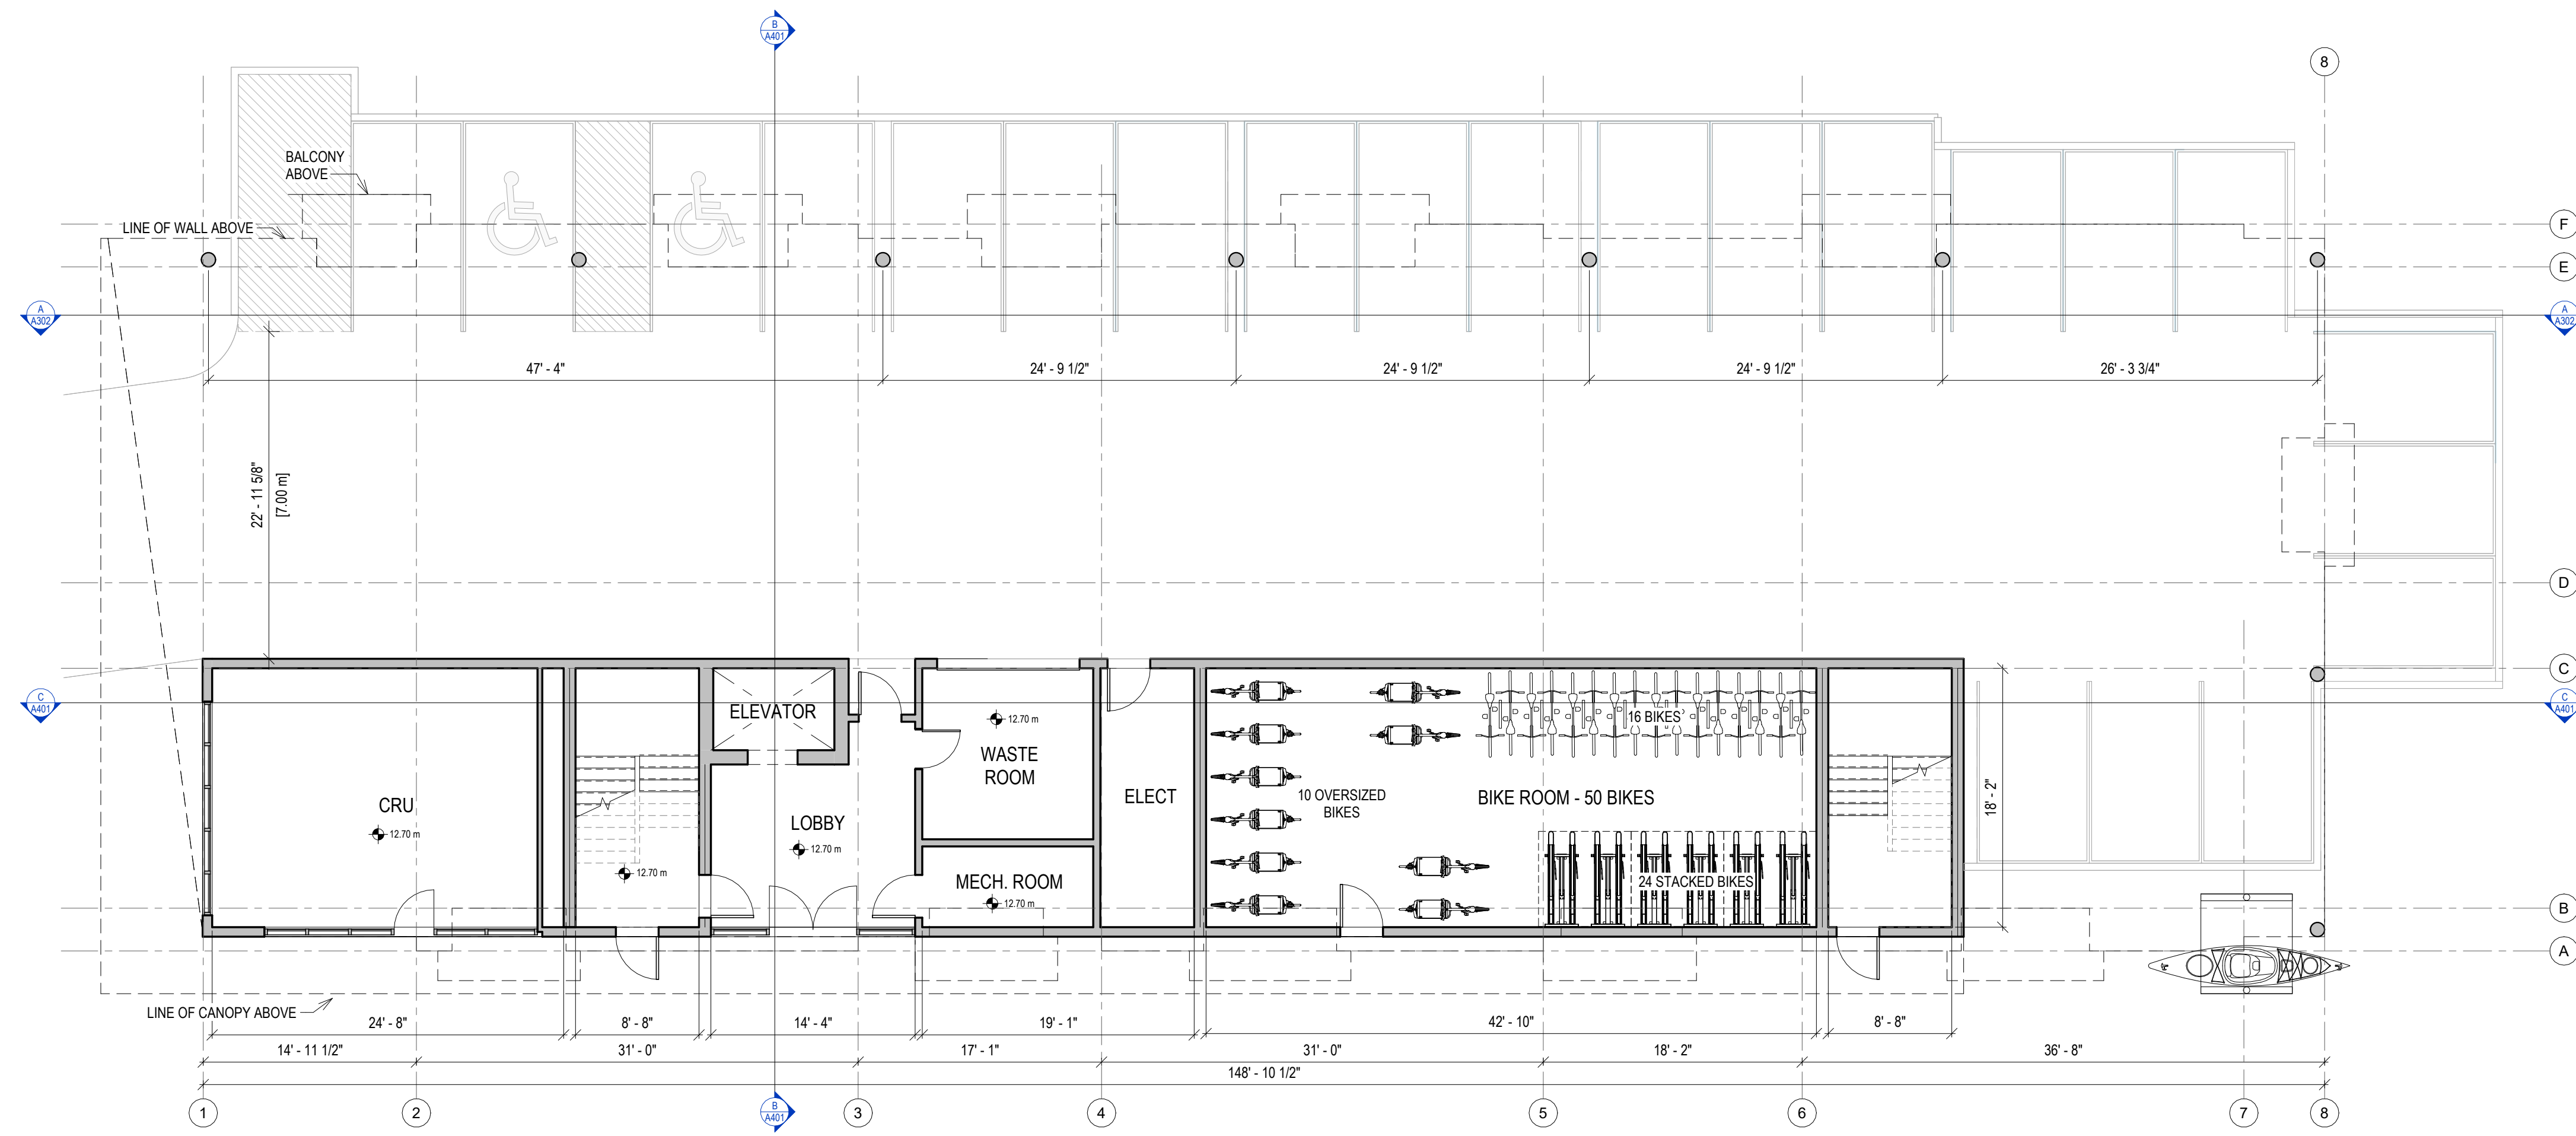 B
A401
8
BALCONY
ABOVE
LINE OF WALL ABOVE
F
E
A
A302
A
A302
47' - 4"
24' - 9 1/2"
24' - 9 1/2"
24' - 9 1/2"
26' - 3 3/4"
22' - 11 5/8"
[7.00 m]
D
C
C
A401
C
A401
ELEVATOR
12.70 m
WASTE
ROOM
16 BIKES
CRU
12.70 m
LOBBY
12.70 m
ELECT
10 OVERSIZED
BIKES
BIKE ROOM - 50 BIKES
18' - 2"
12.70 m
MECH. ROOM
12.70 m
24 STACKED BIKES
B
A
LINE OF CANOPY ABOVE
24' - 8"
8' - 8"
14' - 4"
19' - 1"
42' - 10"
8' - 8"
14' - 11 1/2"
31' - 0"
17' - 1"
31' - 0"
18' - 2"
36' - 8"
148' - 10 1/2"
1
2
B
A401
3
4
5
6
7
8